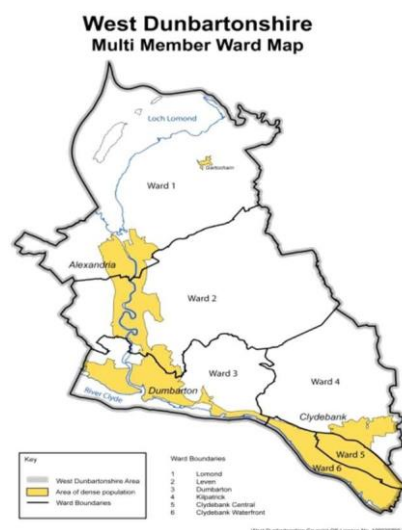 West Dunbartonshire
Multi Member Ward Map
Loch Lomond
Gartocharn
Ward 1
Alexandria
Ward 2
Ward 3
Ward 4
River Clyde
Dumbarton
Clydebank
Ward 5
Ward 6
Key
West Dunbartonshire Area
Area of dense population
Ward Boundaries
Ward Boundaries
1 Lomond
2 Leven
3 Dumbarton
4 Kilpatrick
5 Clydebank Central
6 Clydebank Waterfront